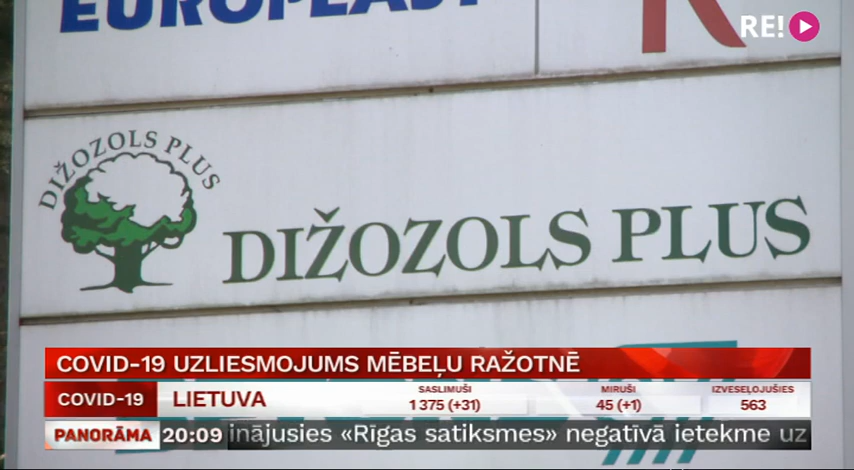 EUROPLAST
RE!
DIŽOZOLS PLUS
DIŽOZOLS PLUS
COVID-19 UZLIESMOJUMS MĒBEĻU RAŽOTNĒ
COVID-19 LIETUVA
SASLIMUŠI MIRUŠI IZVESEĻOJUŠIES
1 375 (+31) 45 (+1) 563
PANORĀMA 20:09 inājusies «Rīgas satiksmes» negatīvā ietekme uz